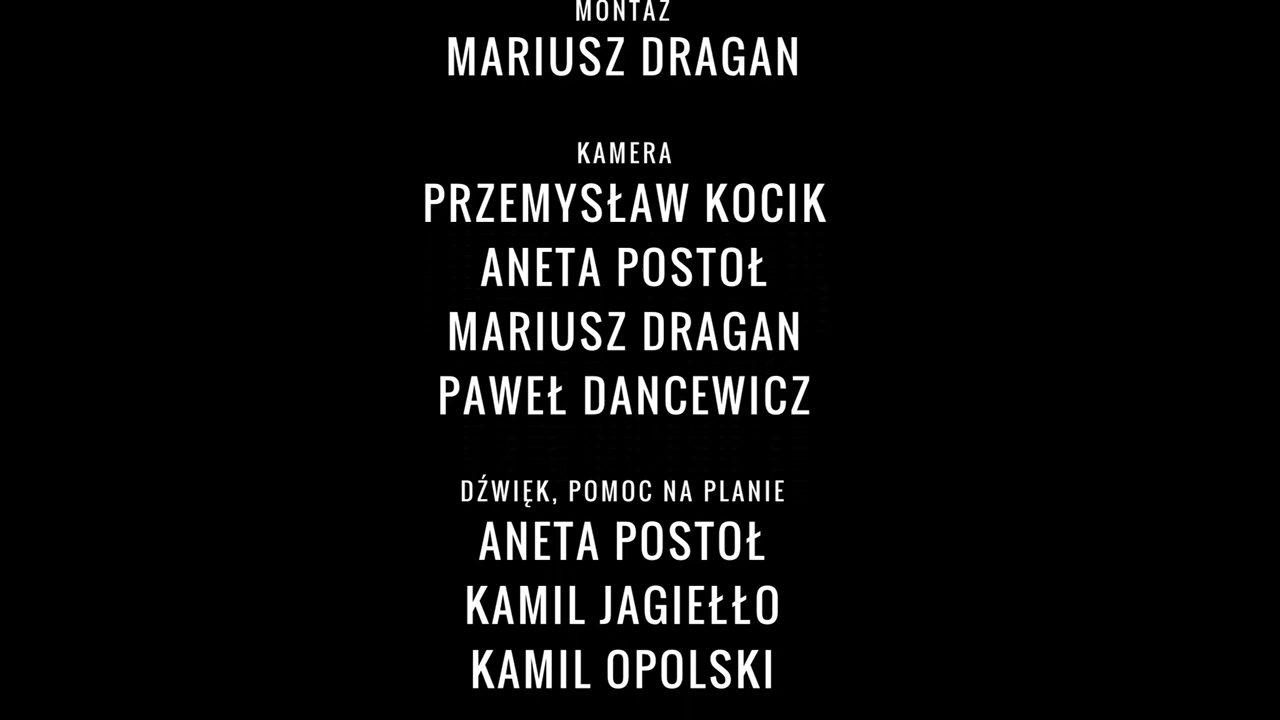 MONTAŻ
MARIUSZ DRAGAN
KAMERA
PRZEMYSŁAW KOCIK
ANETA POSTOŁ
MARIUSZ DRAGAN
PAWEŁ DANCEWICZ
DŹWIĘK, POMOC NA PLANIE
ANETA POSTOŁ
KAMIL JAGIEŁŁO
KAMIL OPOLSKI